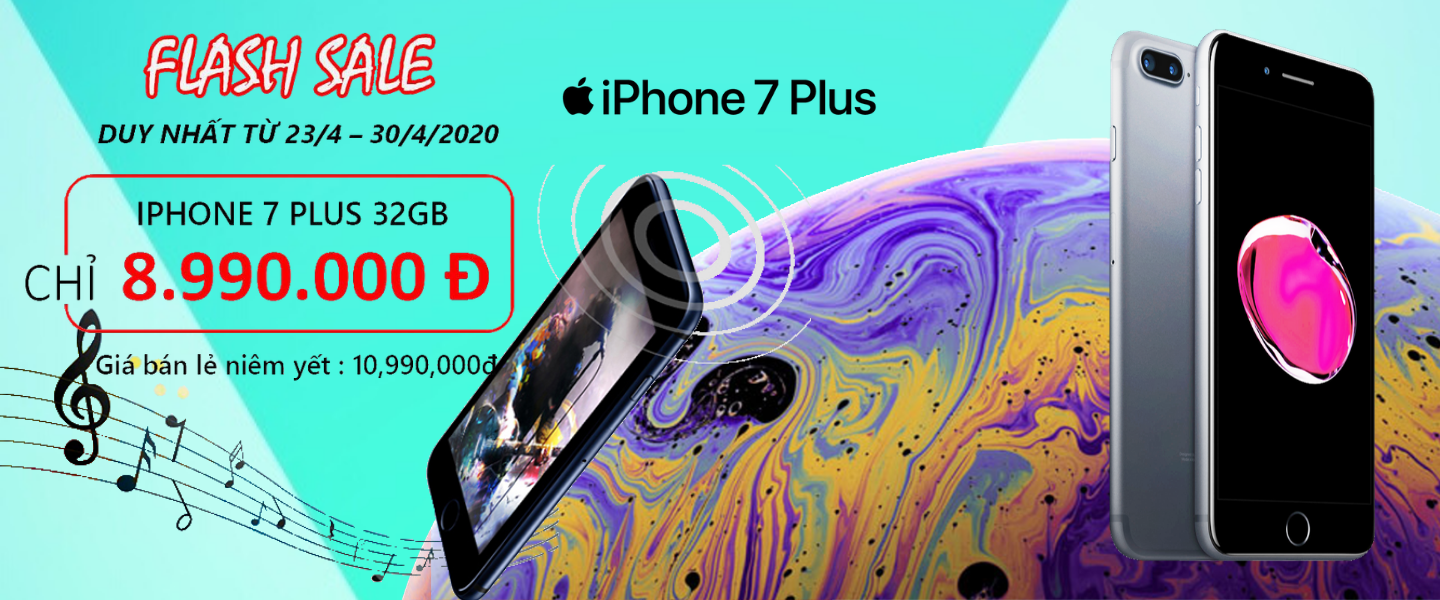 FLASH SALE
DUY NHẤT TỪ 23/4 – 30/4/2020
IPHONE 7 PLUS 32GB
CHỈ 8.990.000 Đ
Giá bán lẻ niêm yết : 10,990,000đ
iPhone 7 Plus